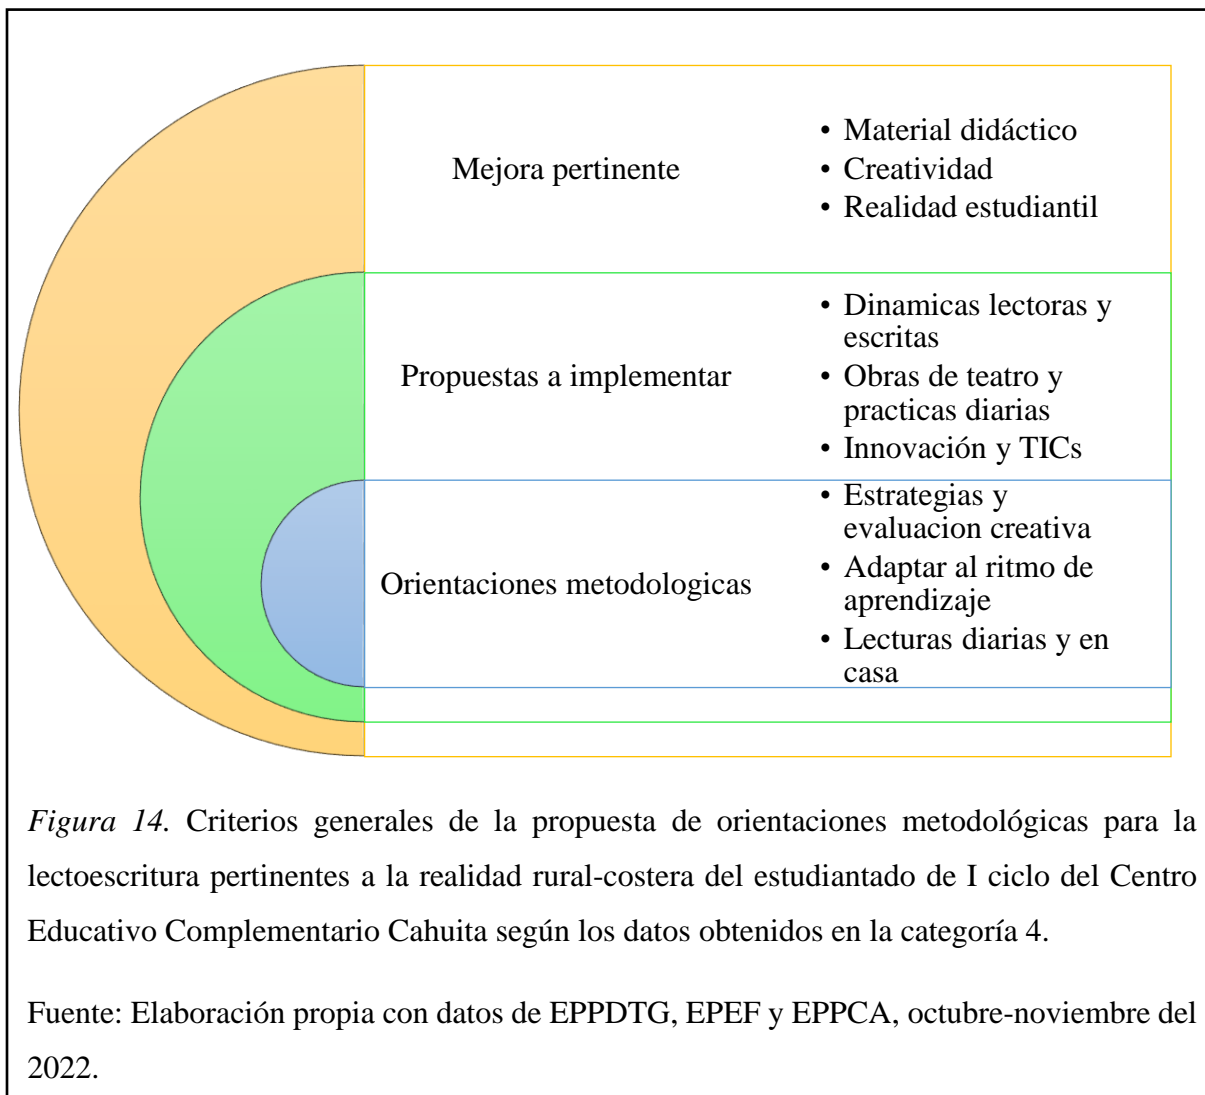 Mejora pertinente
• Material didáctico
• Creatividad
• Realidad estudiantil
Propuestas a implementar
• Dinamicas lectoras y
escritas
• Obras de teatro y
practicas diarias
• Innovación y TICs
Orientaciones metodologicas
• Estrategias y
evaluacion creativa
• Adaptar al ritmo de
aprendizaje
• Lecturas diarias y en
casa
Figura 14. Criterios generales de la propuesta de orientaciones metodológicas para la
lectoescritura pertinentes a la realidad rural-costera del estudiantado de I ciclo del Centro
Educativo Complementario Cahuita según los datos obtenidos en la categoría 4.
Fuente: Elaboración propia con datos de EPPDTG, EPEF y EPPCA, octubre-noviembre del
2022.